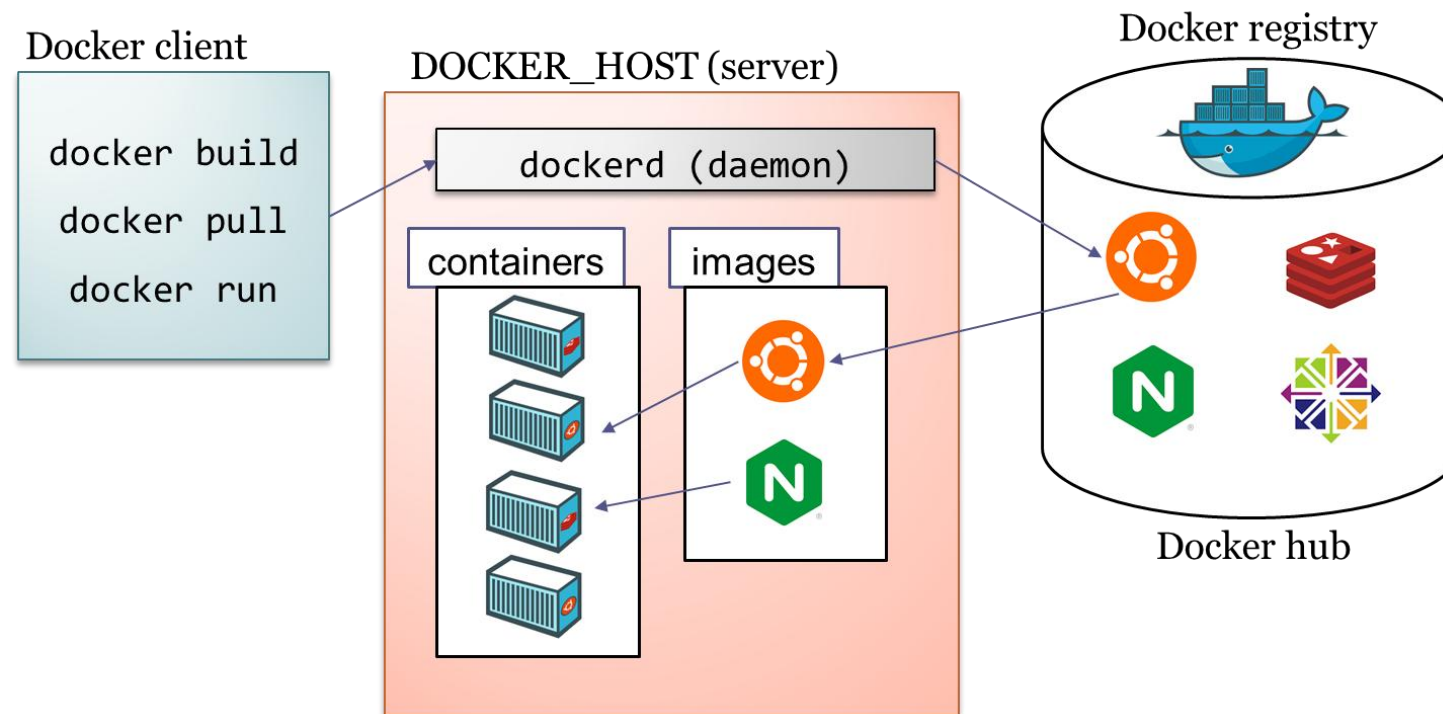 Docker client
docker build
docker pull
docker run
DOCKER_HOST (server)
dockerd (daemon)
containers
images
N
Docker registry
N
Docker hub